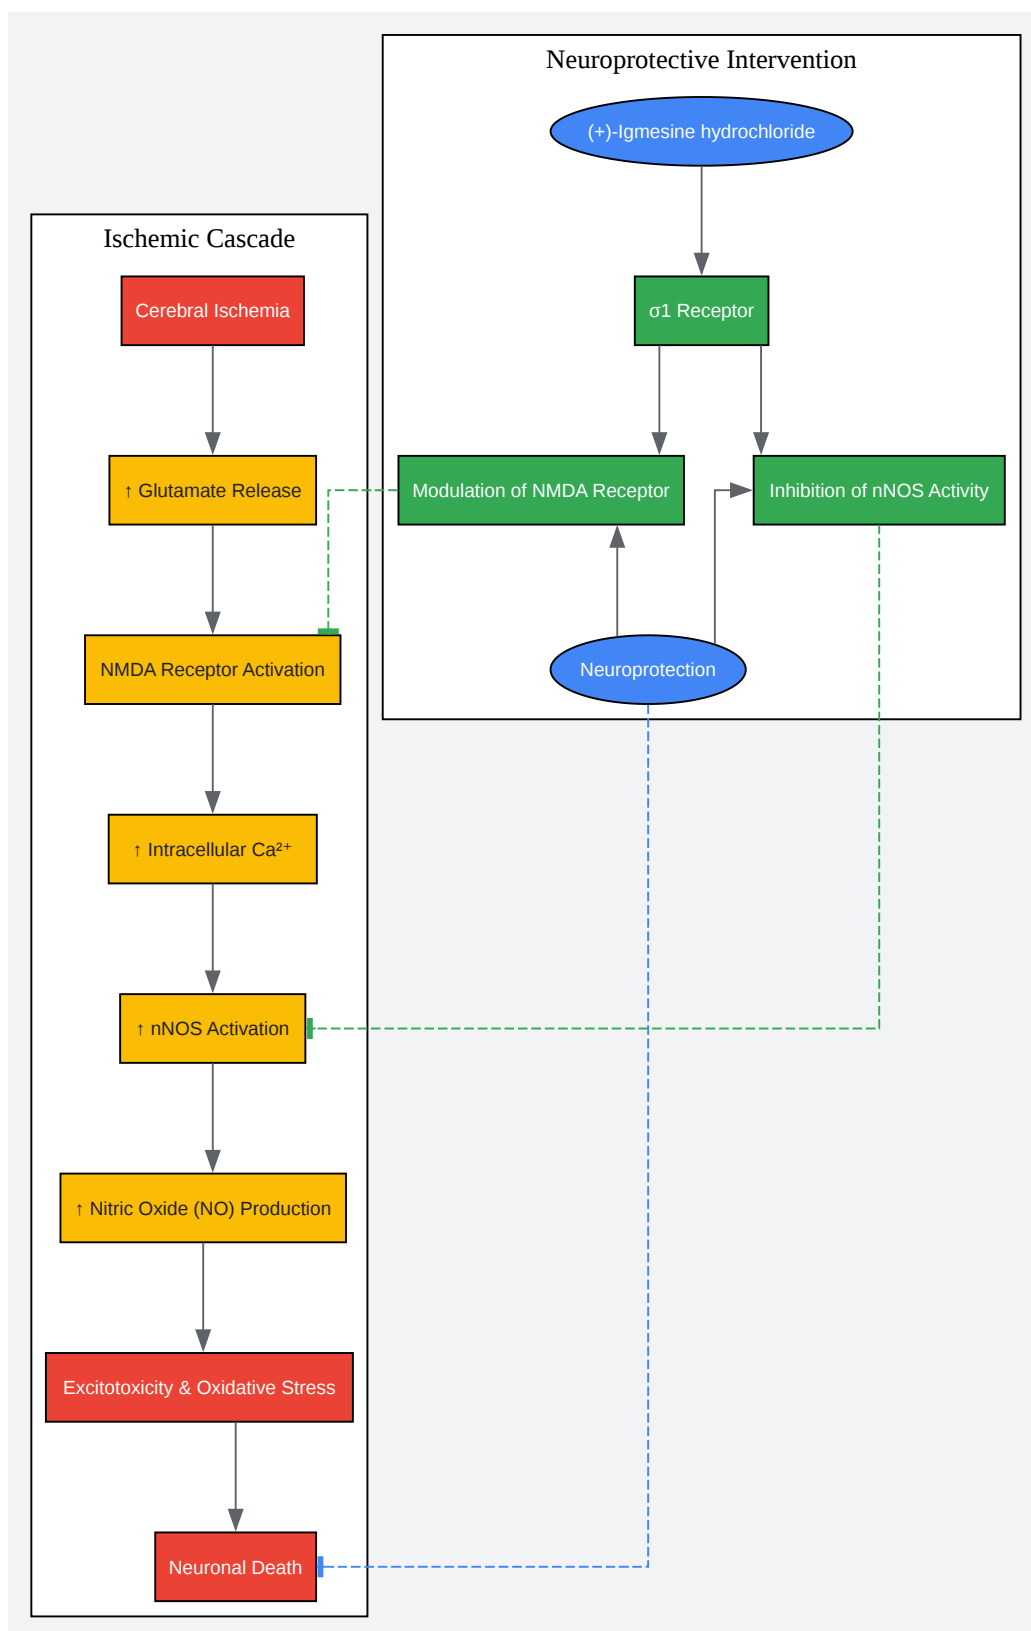 Neuroprotective Intervention
(+)-Igmesine hydrochloride
σ1 Receptor
Modulation of NMDA Receptor
Inhibition of nNOS Activity
Neuroprotection
Ischemic Cascade
Cerebral Ischemia
↑ Glutamate Release
NMDA Receptor Activation
↑ Intracellular Ca²⁺
↑ nNOS Activation
↑ Nitric Oxide (NO) Production
Excitotoxicity & Oxidative Stress
Neuronal Death